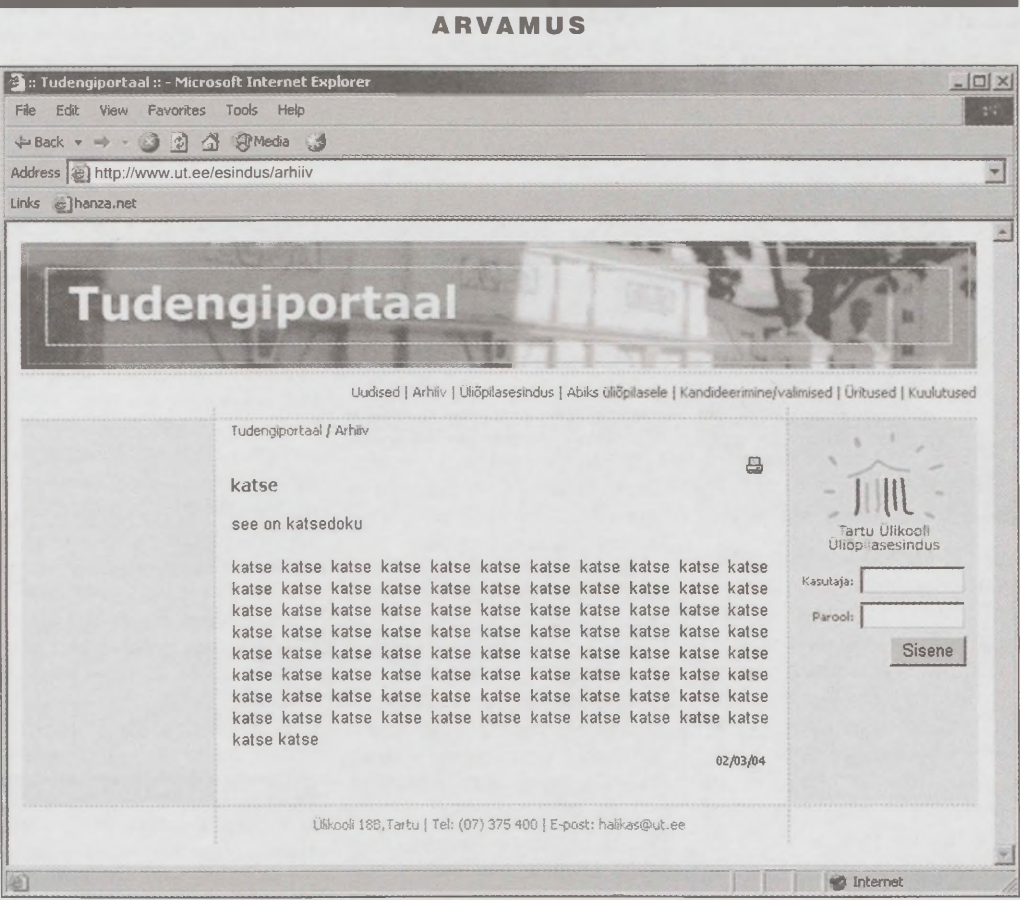 ARVAMUS
:: Tudengiportaal :: - Microsoft Internet Explorer
File Edit View Favorites Tools Help
Back Media
Address http://www.ut.ee/esindus/arhiiv
Links hanza.net
Tudengiportaal
Uudised | Arhiiv | Üliõpilasesindus | Abiks üliõpilasele | Kandideerimine/valimised | Üritused | Kuulutused
Tudengiportaal / Arhiiv
katse
see on katsedoku
katse katse katse katse katse katse katse katse katse katse katse
katse katse katse katse katse katse katse katse katse katse katse
katse katse katse katse katse katse katse katse katse katse katse
katse katse katse katse katse katse katse katse katse katse katse
katse katse katse katse katse katse katse katse katse katse katse
katse katse katse katse katse katse katse katse katse katse katse
katse katse katse katse katse katse katse katse katse katse katse
katse katse katse katse katse katse katse katse katse katse katse
katse katse
02/03/04
Tartu Ülikooli
Üliõpilasesindus
Kasutaja:
Parool:
Sisene
Ülikooli 18B, Tartu | Tel: (07) 375 400 | E-post: halikas@ut.ee
Internet